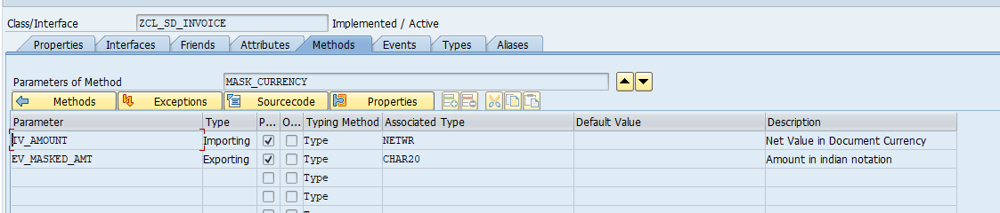 Class/Interface ZCL_SD_INVOICE Implemented / Active
Properties Interfaces Friends Attributes Methods Events Types Aliases
Parameters of Method MASK_CURRENCY
Methods Exceptions Sourcecode Properties
Parameter Type P... O... Typing Method Associated Type Default Value Description
IV_AMOUNT Importing Type NETWR Net Value in Document Currency
EV_MASKED_AMT Exporting Type CHAR20 Amount in indian notation
Type
Type